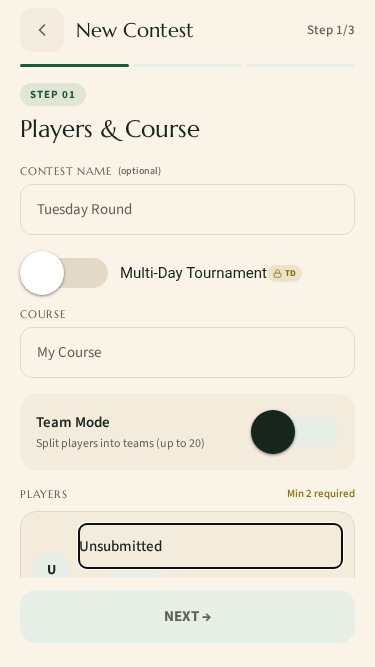 New Contest
Step 1/3
STEP 01
Players & Course
CONTEST NAME (optional)
Tuesday Round
Multi-Day Tournament TD
COURSE
My Course
Team Mode
Split players into teams (up to 20)
PLAYERS
Min 2 required
Unsubmitted
U
NEXT →